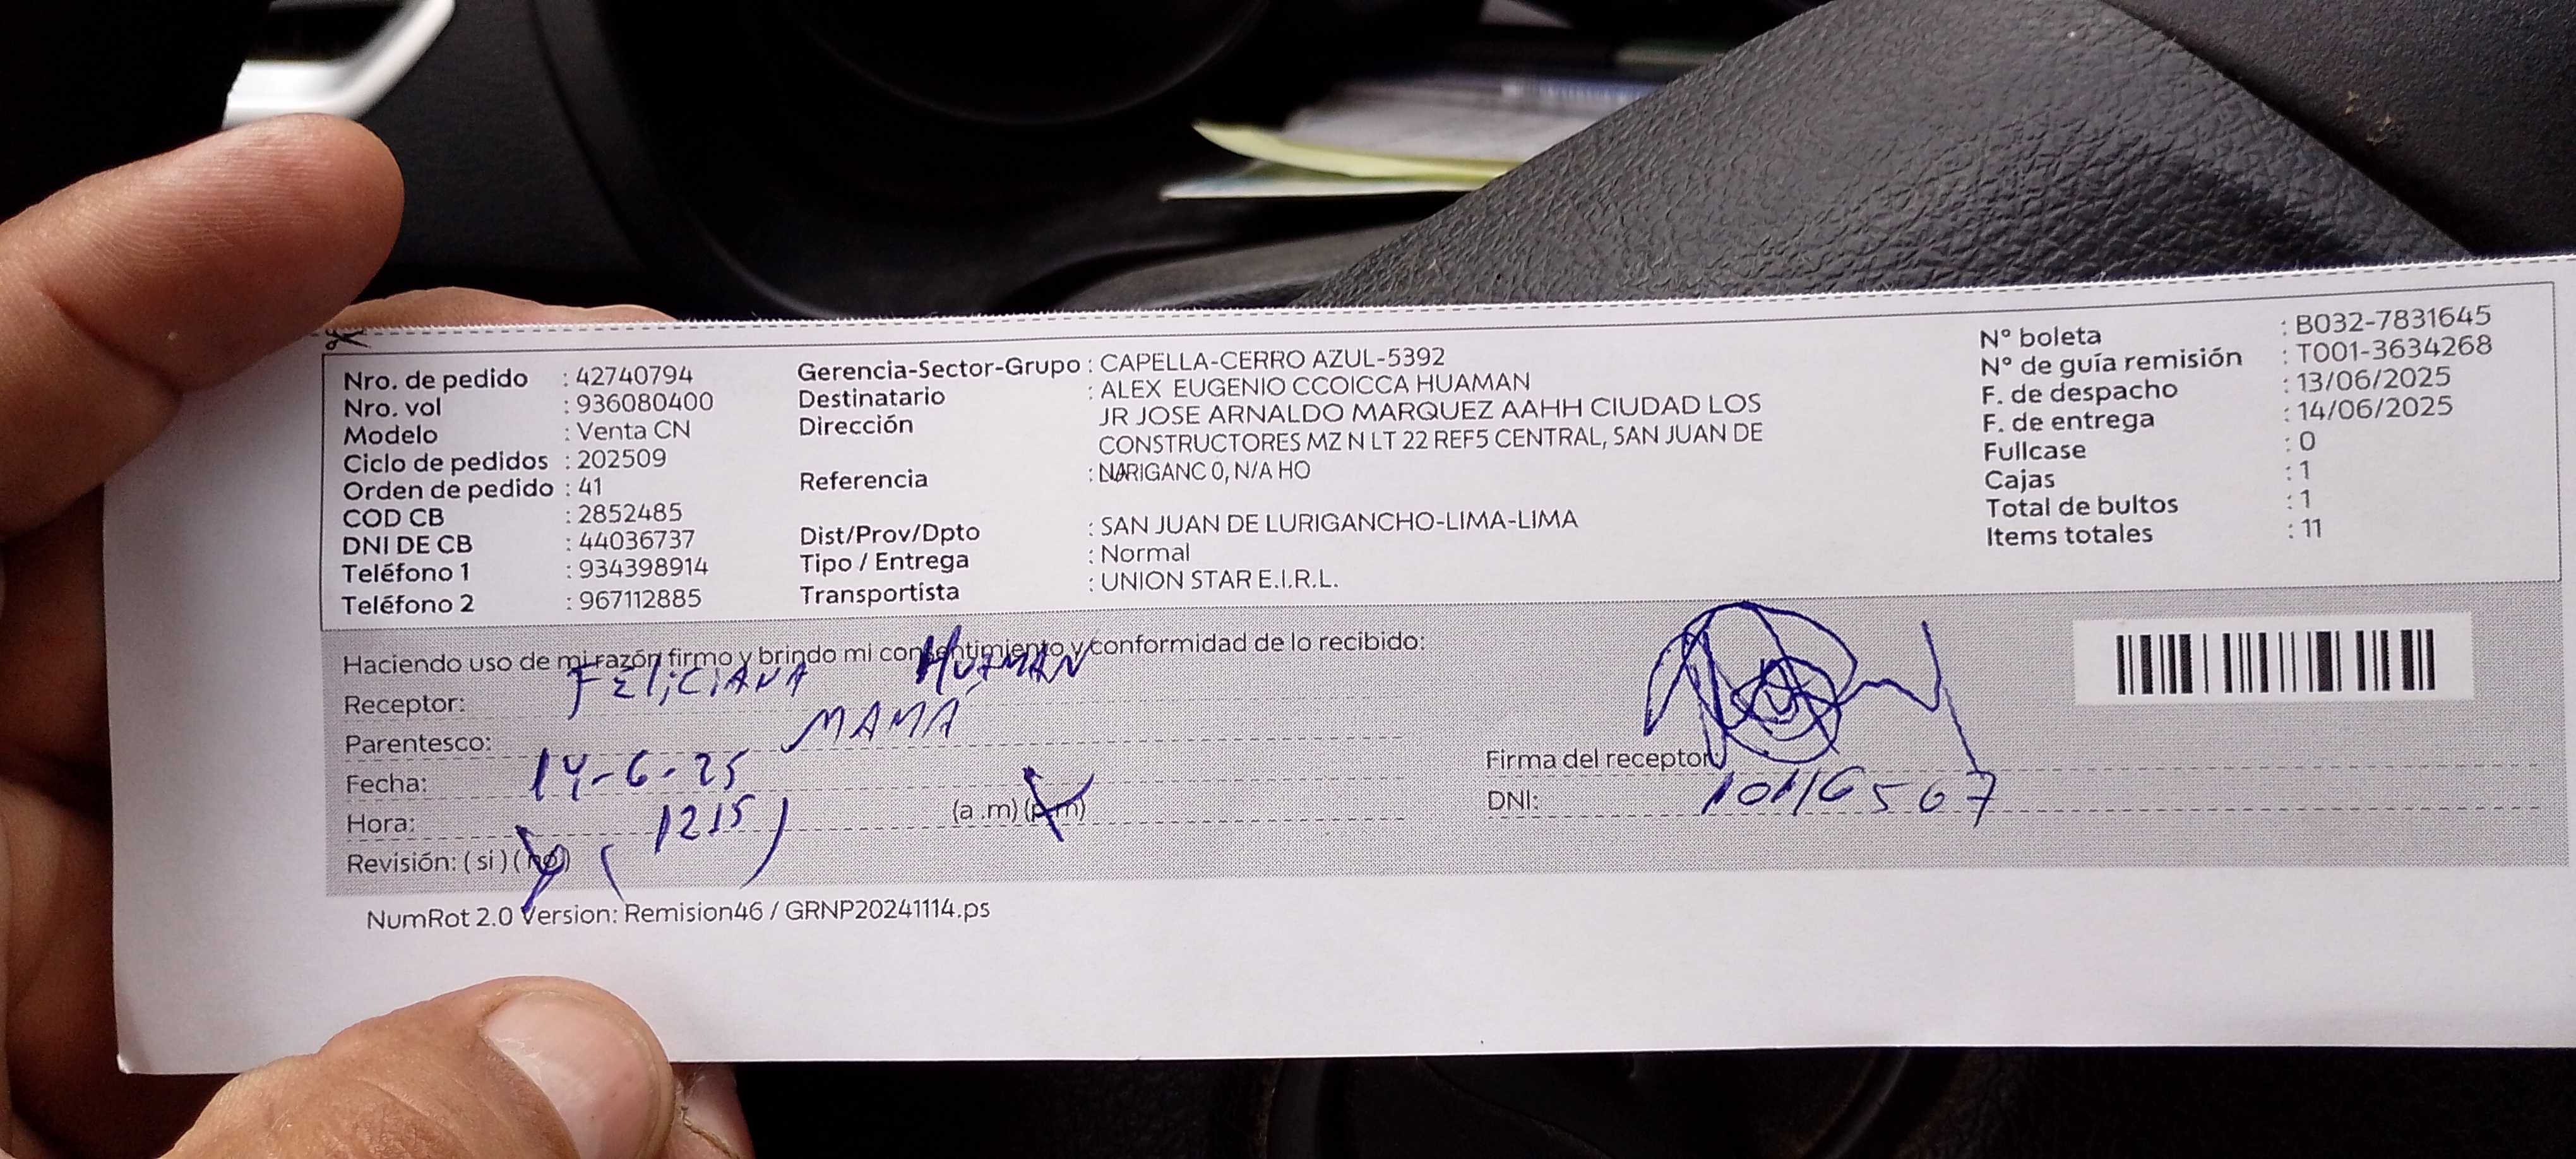 Nro. de pedido : 42740794
Nro. vol : 936080400
Modelo : Venta CN
Ciclo de pedidos : 202509
Orden de pedido : 41
COD CB : 2852485
DNI DE CB : 44036737
Teléfono 1 : 934398914
Teléfono 2 : 967112885
Gerencia-Sector-Grupo : CAPELLA-CERRO AZUL-5392
Destinatario : ALEX EUGENIO CCOICCA HUAMAN
Dirección JR JOSE ARNALDO MARQUEZ AAHH CIUDAD LOS
CONSTRUCTORES MZ N LT 22 REF5 CENTRAL, SAN JUAN DE
Referencia : 0, N/A HO
Dist/Prov/Dpto : SAN JUAN DE LURIGANCHO-LIMA-LIMA
Tipo / Entrega : Normal
Transportista : UNION STAR E.I.R.L.
N° boleta : B032-7831645
N° de guía remisión : T001-3634268
F. de despacho : 13/06/2025
F. de entrega : 14/06/2025
Fullcase : 0
Cajas : 1
Total de bultos : 1
Items totales : 11
Haciendo uso de mi razón firmo y brindo mi consentimiento y conformidad de lo recibido:
Receptor: FELICIANA HUAMAN
Parentesco: MAMÁ
Fecha: 14-6-25
Hora: (1215) (a .m) (p.m)
Revisión: ( si ) ( no )
Firma del receptor
DNI: 10116567
NumRot 2.0 Version: Remision46 / GRNP20241114.ps